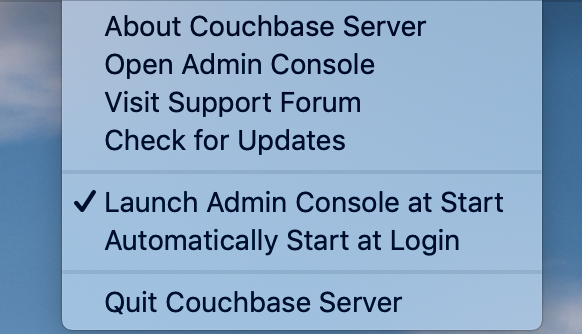 About Couchbase Server
Open Admin Console
Visit Support Forum
Check for Updates
✓ Launch Admin Console at Start
Automatically Start at Login
Quit Couchbase Server